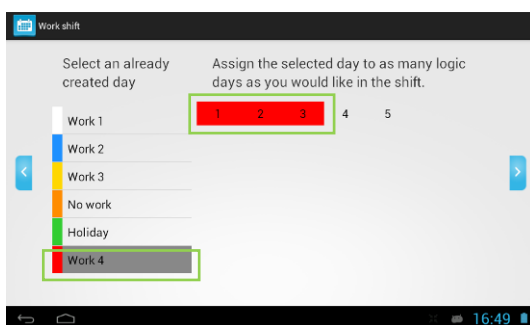 Work shift
Select an already
created day
Assign the selected day to as many logic
days as you would like in the shift.
1 2 3 4 5
Work 1
Work 2
Work 3
No work
Holiday
Work 4
16:49